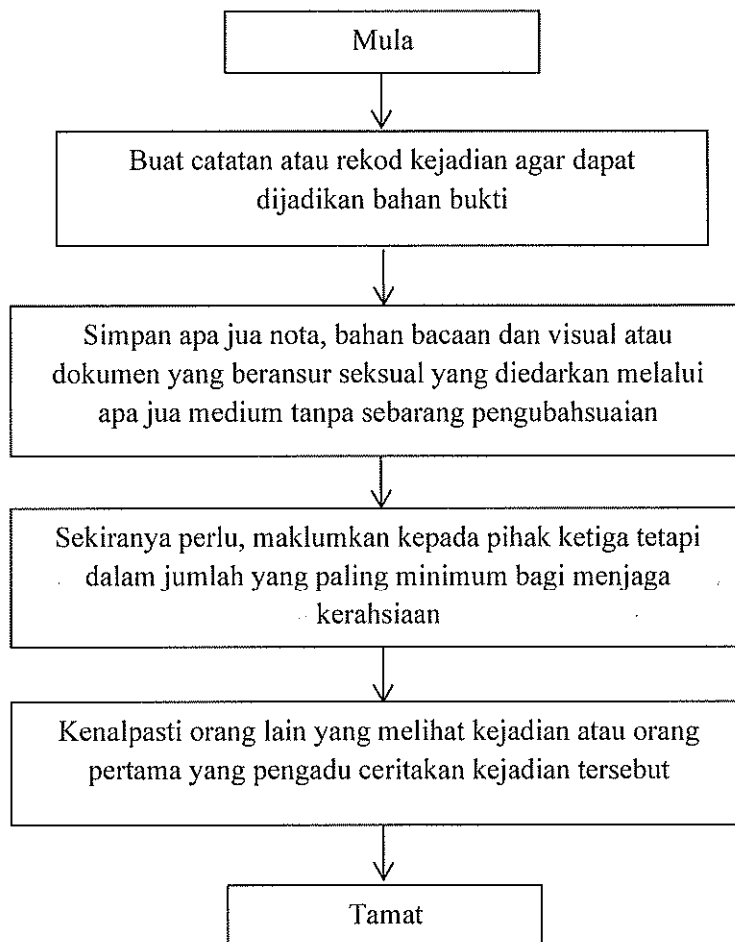 Mula
Buat catatan atau rekod kejadian agar dapat
dijadikan bahan bukti
Simpan apa jua nota, bahan bacaan dan visual atau
dokumen yang beransur seksual yang diedarkan melalui
apa jua medium tanpa sebarang pengubahsuaian
Sekiranya perlu, maklumkan kepada pihak ketiga tetapi
dalam jumlah yang paling minimum bagi menjaga
kerahsiaan
Kenalpasti orang lain yang melihat kejadian atau orang
pertama yang pengadu ceritakan kejadian tersebut
Tamat